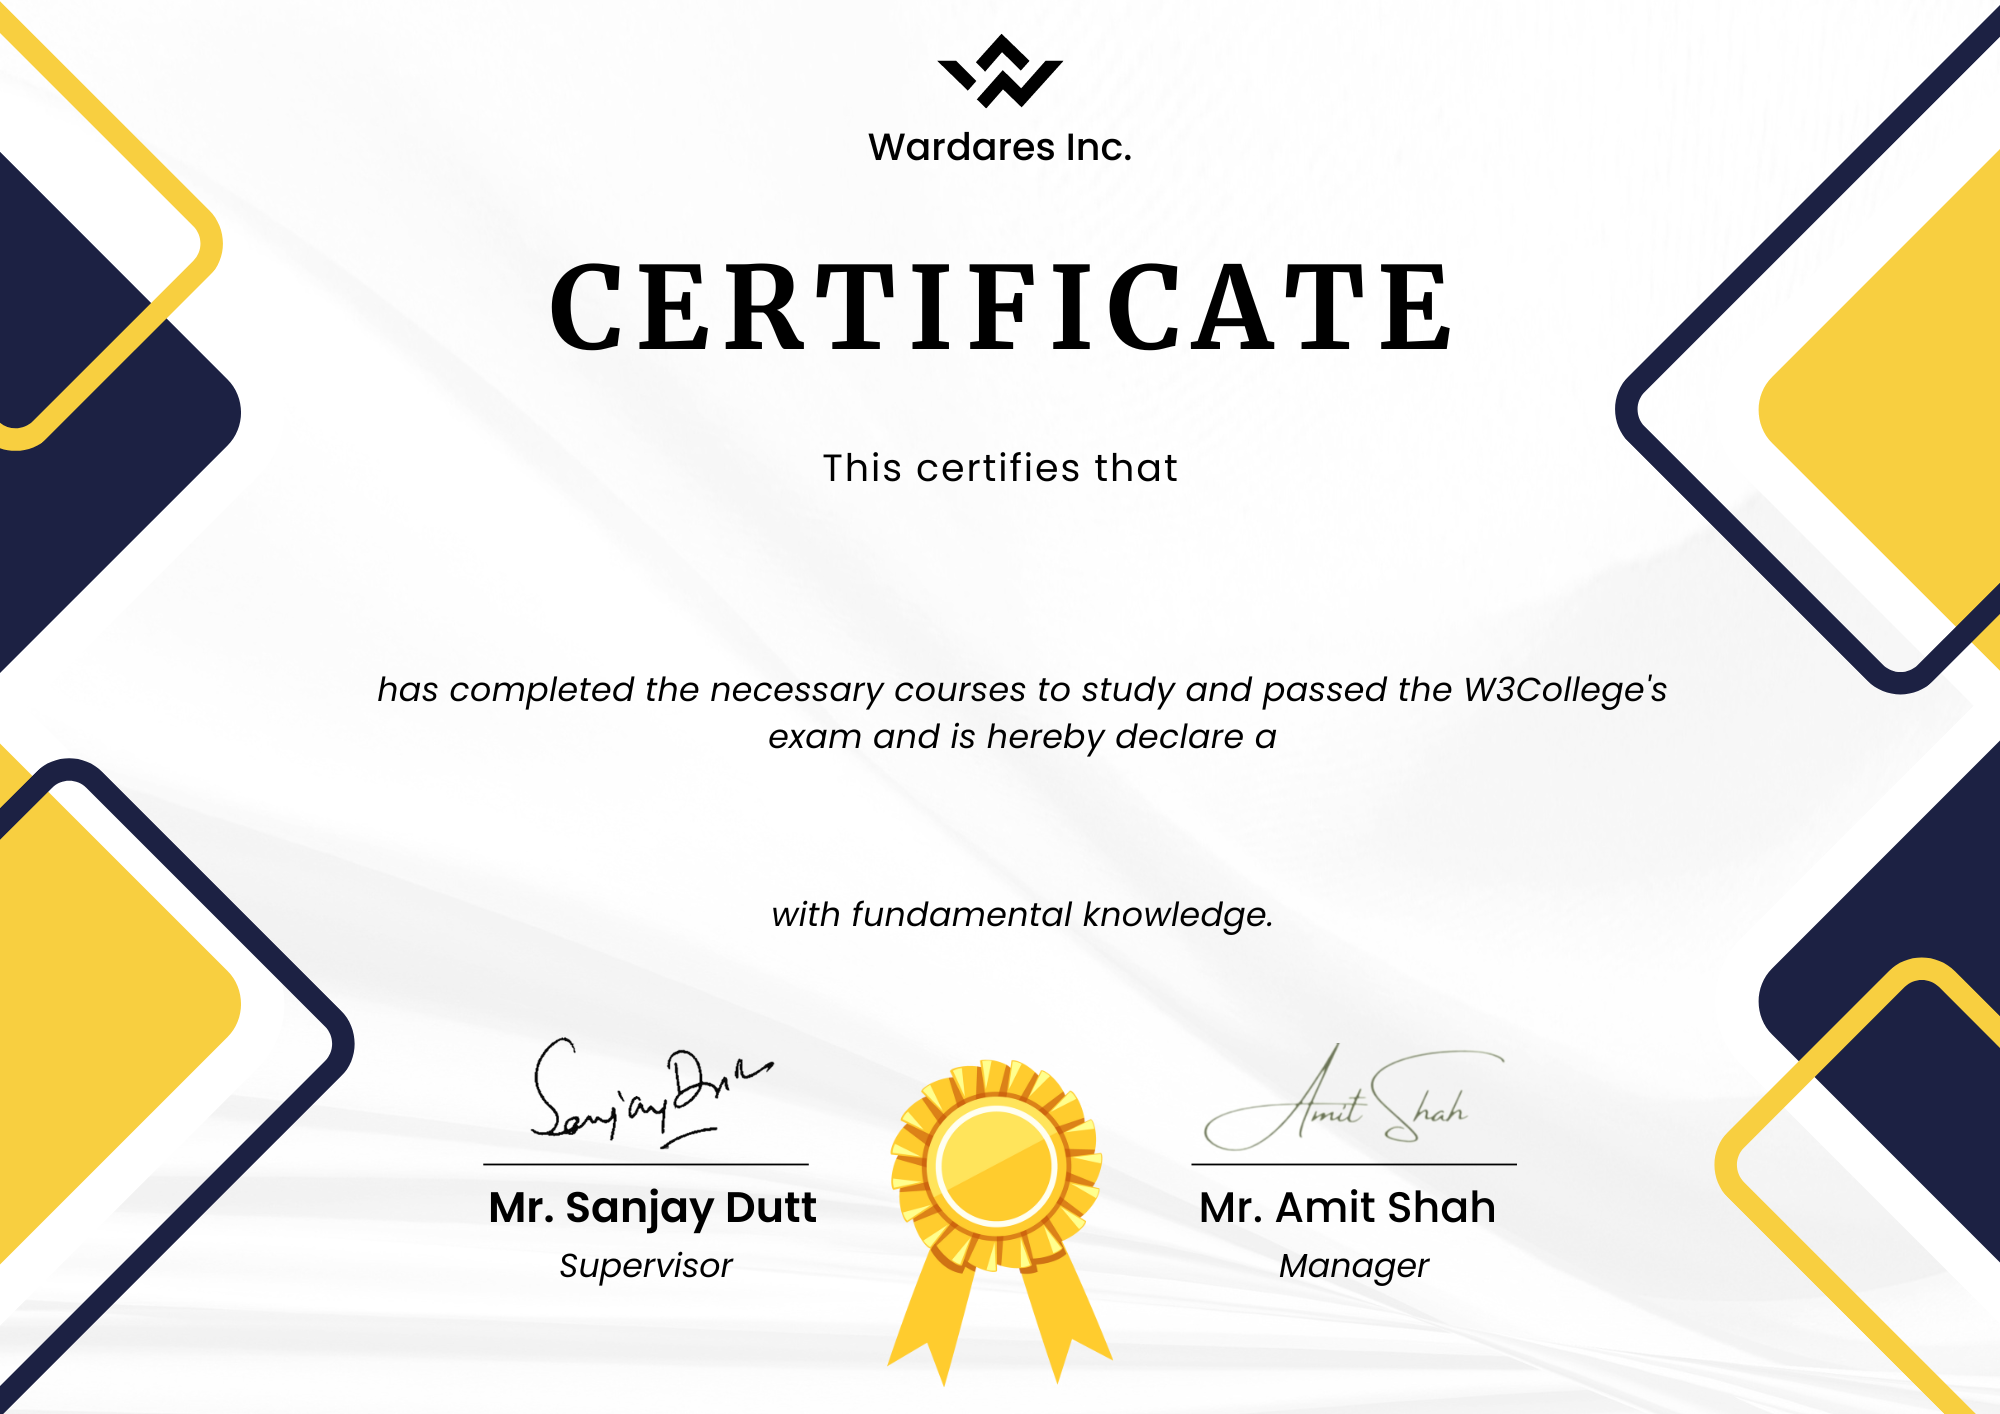 Wardares Inc.
CERTIFICATE
This certifies that
has completed the necessary courses to study and passed the W3College's
exam and is hereby declare a
with fundamental knowledge.
Sanjay Dutt
Amit Shah
Mr. Sanjay Dutt
Mr. Amit Shah
Supervisor
Manager